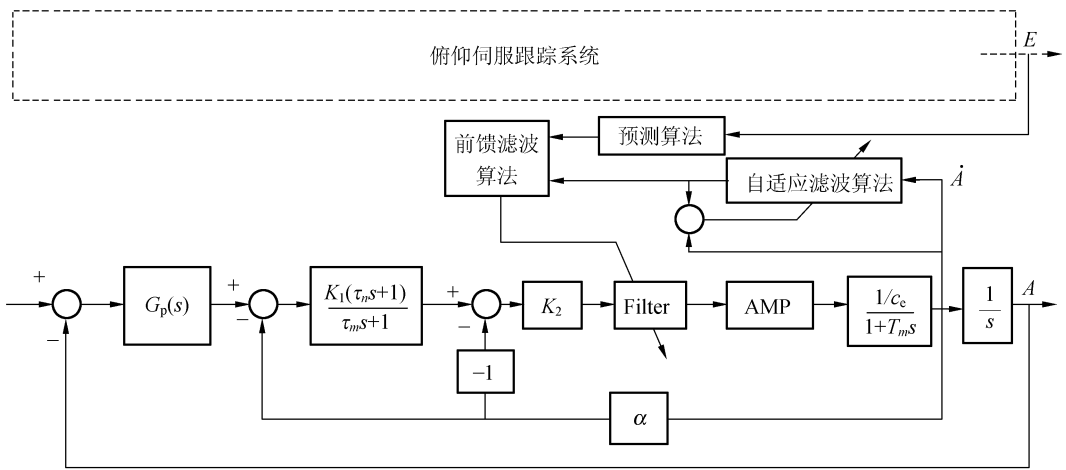 俯仰伺服跟踪系统
E
前馈滤波
算法
预测算法
自适应滤波算法
Ȧ
+
−
Gp(s)
+
−
K1(τns+1)
τms+1
+
−
K2
Filter
AMP
1/ce
1+Tms
1
s
A
−1
α